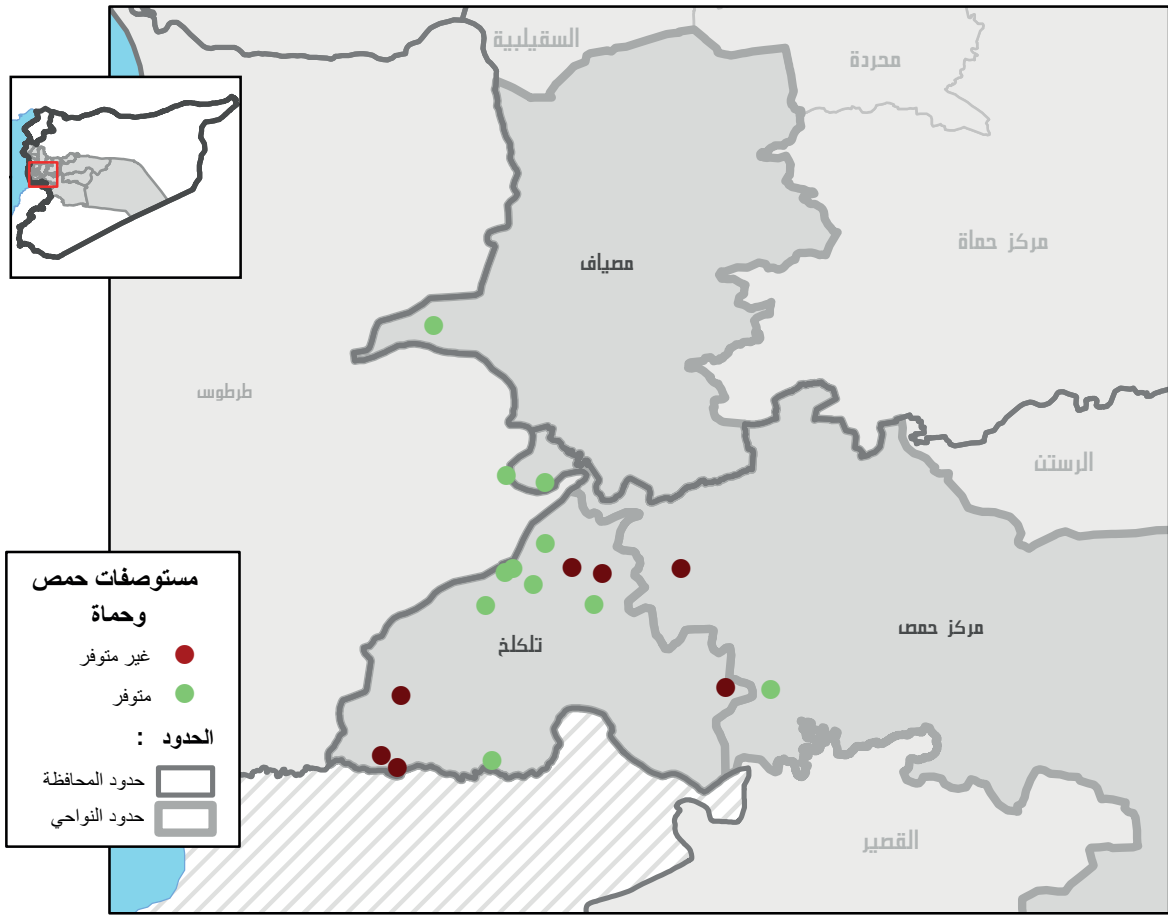 السقيلبية
محردة
مركز حماة
مصياف
طرطوس
الرستن
مركز حمص
تلكلخ
القصير
مستوصفات حمص
وحماة
غير متوفر
متوفر
الحدود :
حدود المحافظة
حدود النواحي